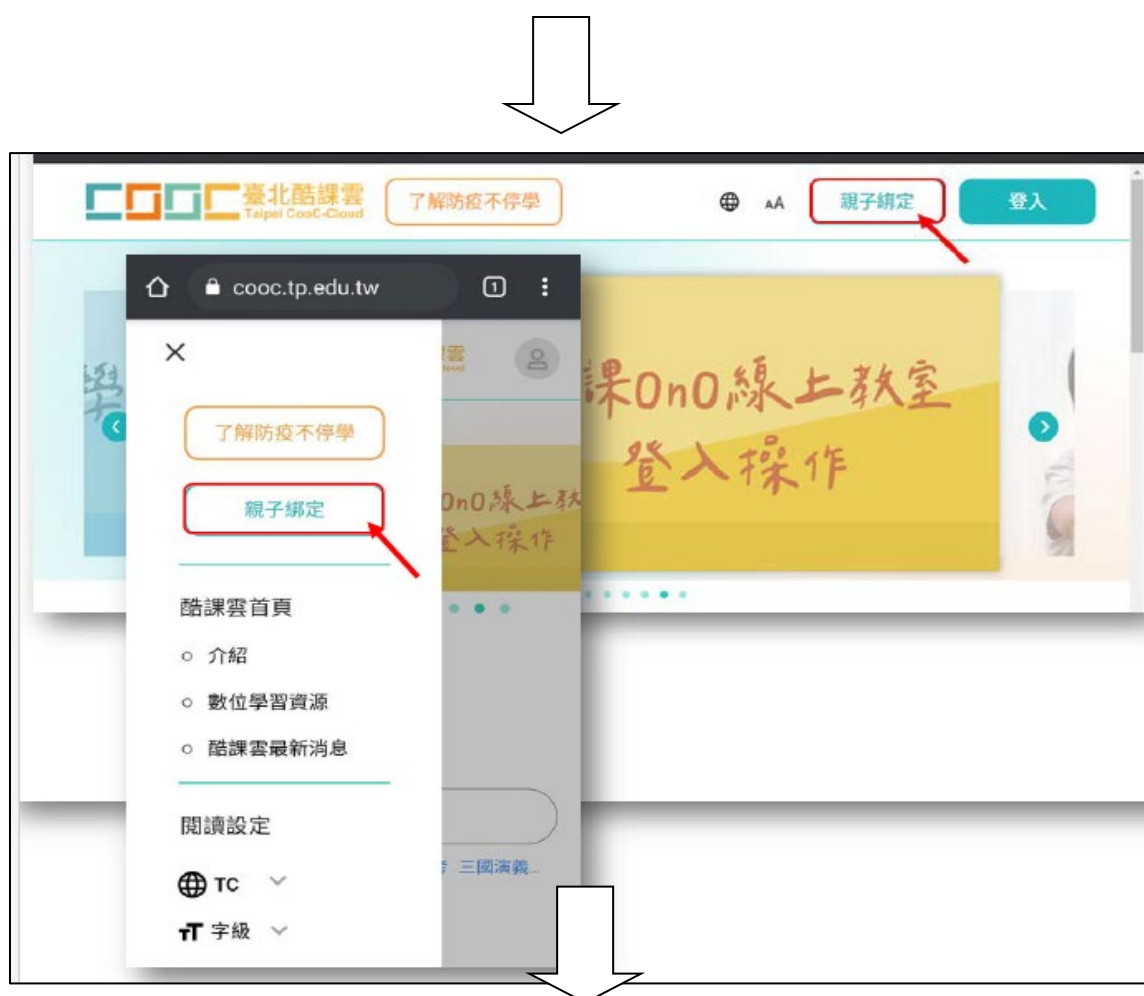 臺北酷課雲
Taipei CooC-Cloud
了解防疫不停學
AA
親子綁定
登入
課OnO線上教室
登入操作
cooc.tp.edu.tw
1
了解防疫不停學
親子綁定
OnO線上教
登入操作
酷課雲首頁
介紹
數位學習資源
酷課雲最新消息
閱讀設定
TC
三國演義...
TT 字級